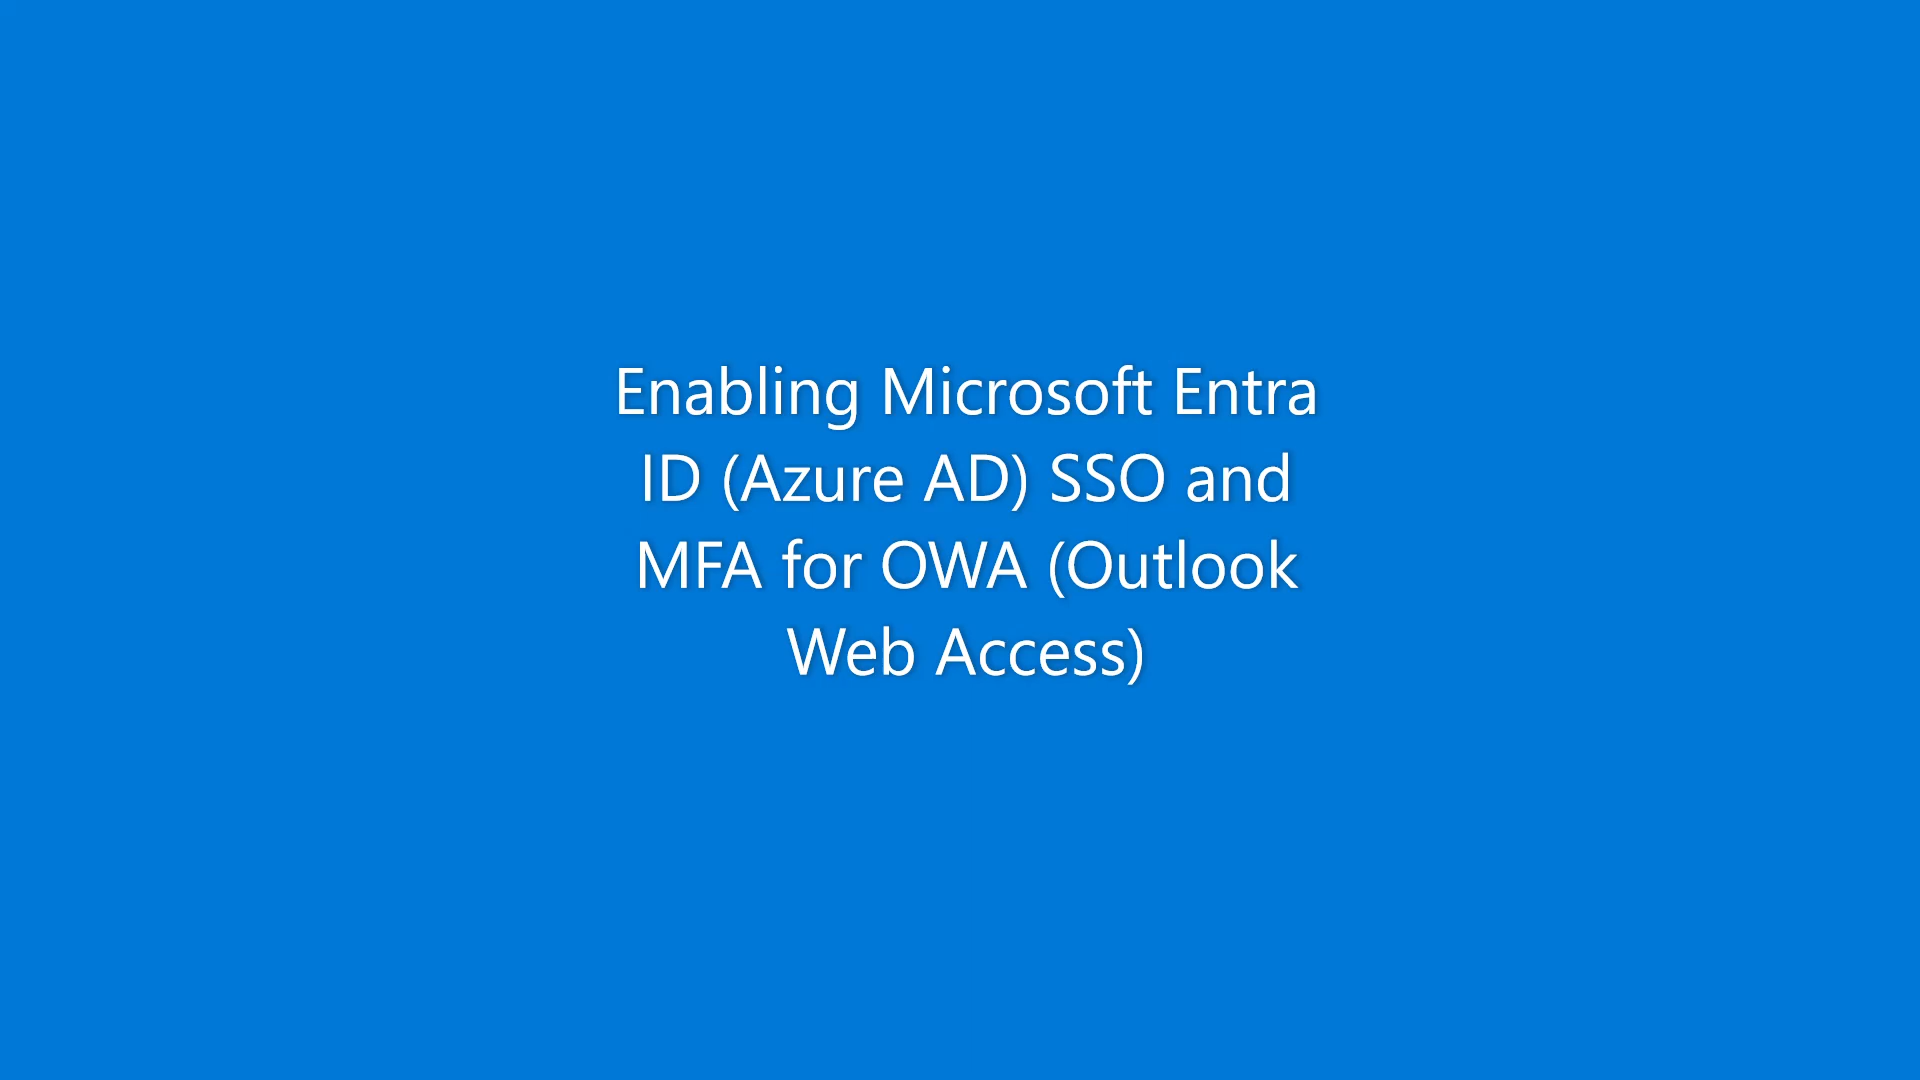 Enabling Microsoft Entra
ID (Azure AD) SSO and
MFA for OWA (Outlook
Web Access)